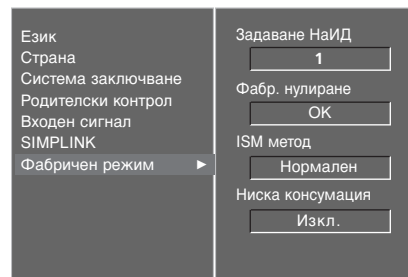 Език
Страна
Система заключване
Родителски контрол
Входен сигнал
SIMPLINK
Фабричен режим ►
Задаване НаИД
1
Фабр. нулиране
OK
ISM метод
Нормален
Ниска консумация
Изкл.